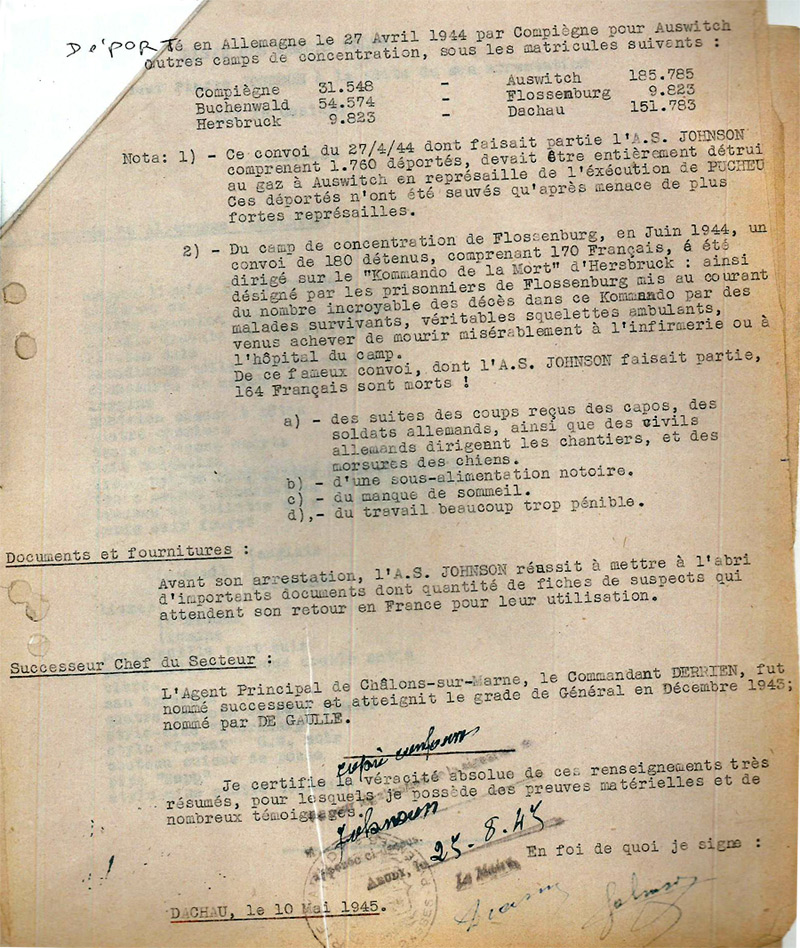 DéPORTé en Allemagne le 27 Avril 1944 par Compiègne pour Auswitch
outres camps de concentration, sous les matricules suivants :
Compiègne 31.548 - Auswitch 185.785
Buchenwald 54.574 - Flossenburg 9.823
Hersbruck 9.823 - Dachau 151.783
Nota: 1) - Ce convoi du 27/4/44 dont faisait partie l'A.S. JOHNSON
comprenant 1.760 déportés, devait être entièrement détrui
au gaz à Auswitch en représaille de l'éxécution de PUCHEU
Ces déportés n'ont été sauvés qu'après menace de plus
fortes représailles.
2) - Du camp de concentration de Flossenburg, en Juin 1944, un
convoi de 180 détenus, comprenant 170 Français, é été
dirigé sur le "Kommando de la Mort" d'Hersbruck : ainsi
désigné par les prisonniers de Flossenburg mis au courant
du nombre incroyable des décès dans ce Kommando par des
malades survivants, véritables squelettes ambulants,
venus achever de mourir misérablement à l'infirmerie ou à
l'hôpital du camp.
De ce fameux convoi, dont l'A.S. JOHNSON faisait partie,
164 Français sont morts !
a) - des suites des coups reçus des capos, des
soldats allemands, ainsi que des civils
allemands dirigeant les chantiers, et des
morsures des chiens.
b) - d'une sous-alimentation notoire.
c) - du manque de sommeil.
d),- du travail beaucoup trop pénible.
Documents et fournitures :
Avant son arrestation, l'A.S. JOHNSON réussit à mettre à l'abri
d'importants documents dont quantité de fiches de suspects qui
attendent son retour en France pour leur utilisation.
Successeur Chef du Secteur :
L'Agent Principal de Châlons-sur-Marne, le Commandant DERRIEN, fut
nommé successeur et atteignit le grade de Général en Décembre 1943;
nommé par DE GAULLE.
copie conforme
Je certifie la véracité absolue de ces renseignements très
résumés, pour lesquels je possède des preuves matérielles et de
nombreux témoignages.
Johnson
apposée ci-dessus
ARUDY, le 25-8-45
Le Maire
En foi de quoi je signe :
DACHAU, le 10 Mai 1945.
Johnson